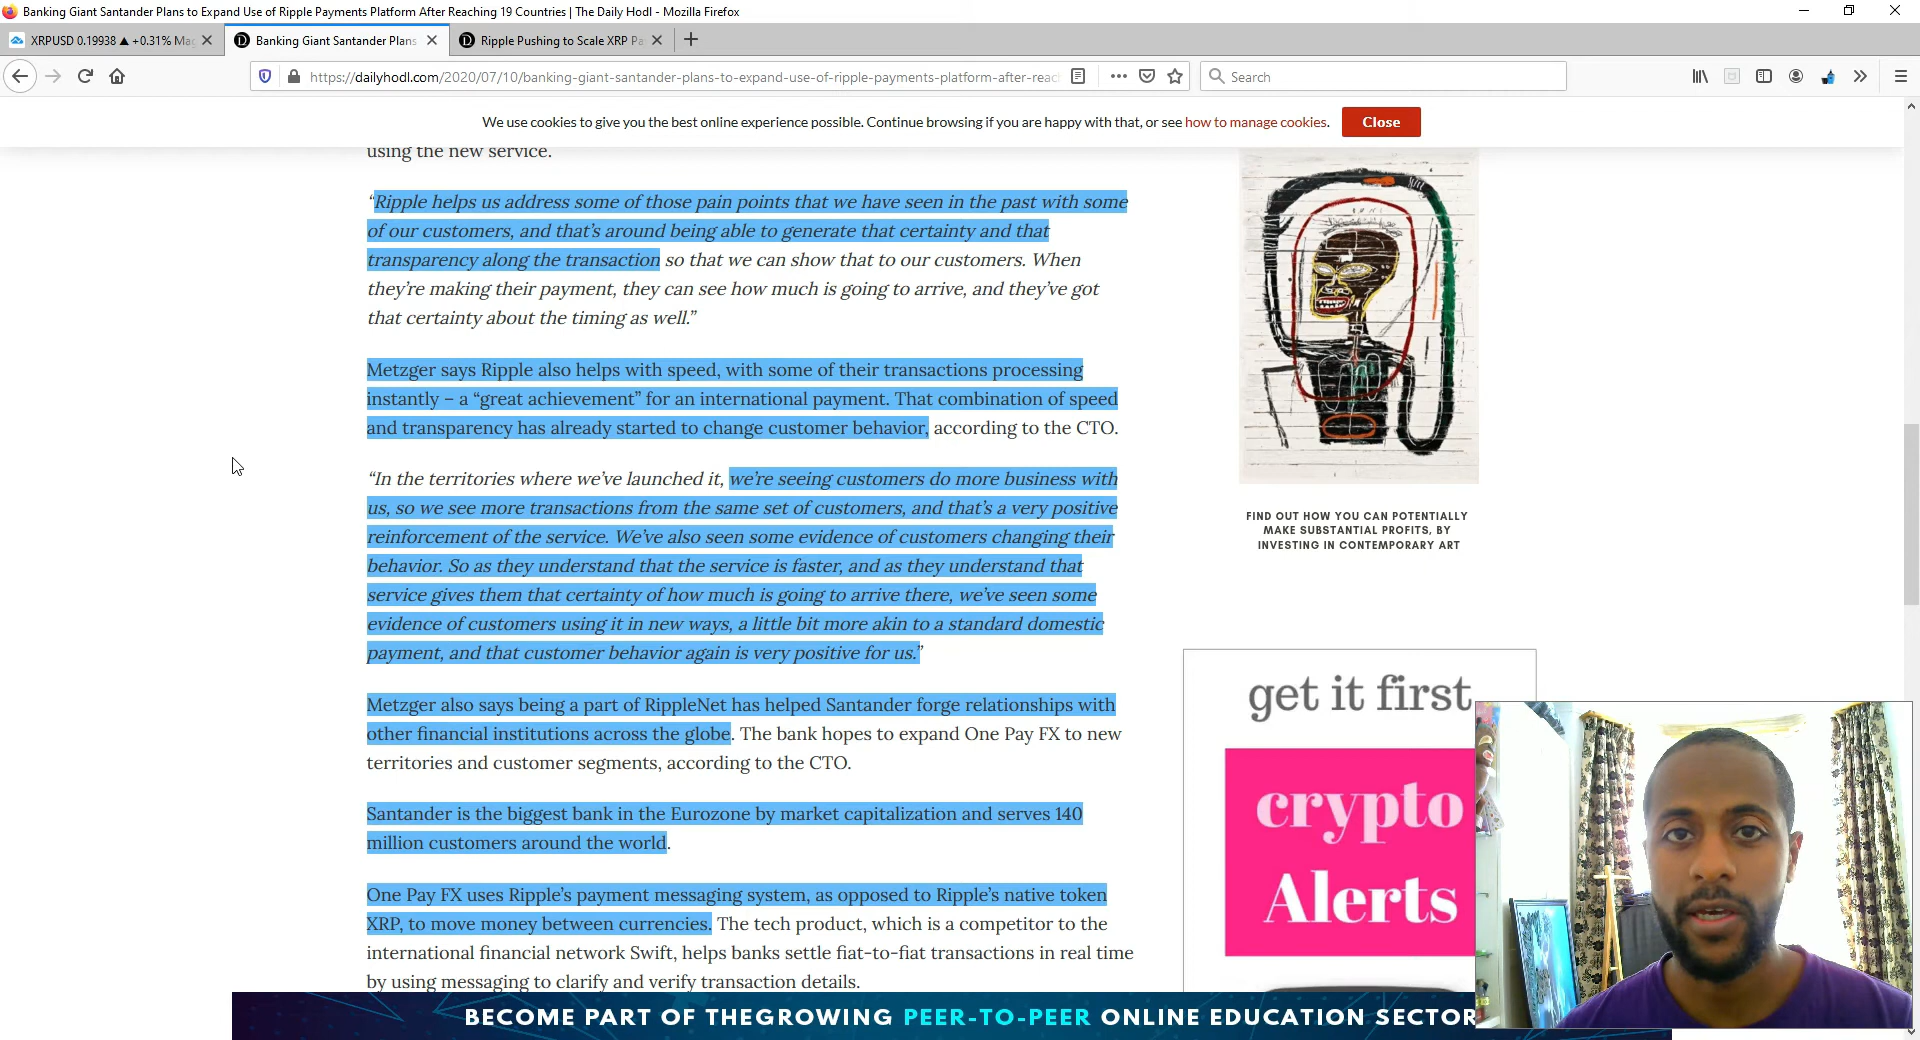 Banking Giant Santander Plans to Expand Use of Ripple Payments Platform After Reaching 19 Countries | The Daily Hodl - Mozilla Firefox
XRPUSD 0.19938 ▲ +0.31% Mag
Banking Giant Santander Plans
Ripple Pushing to Scale XRP Pa
https://dailyhodl.com/2020/07/10/banking-giant-santander-plans-to-expand-use-of-ripple-payments-platform-after-reac
Search
We use cookies to give you the best online experience possible. Continue browsing if you are happy with that, or see how to manage cookies.
Close
using the new service.
“Ripple helps us address some of those pain points that we have seen in the past with some
of our customers, and that’s around being able to generate that certainty and that
transparency along the transaction so that we can show that to our customers. When
they’re making their payment, they can see how much is going to arrive, and they’ve got
that certainty about the timing as well.”
Metzger says Ripple also helps with speed, with some of their transactions processing
instantly – a “great achievement” for an international payment. That combination of speed
and transparency has already started to change customer behavior, according to the CTO.
“In the territories where we’ve launched it, we’re seeing customers do more business with
us, so we see more transactions from the same set of customers, and that’s a very positive
reinforcement of the service. We’ve also seen some evidence of customers changing their
behavior. So as they understand that the service is faster, and as they understand that
service gives them that certainty of how much is going to arrive there, we’ve seen some
evidence of customers using it in new ways, a little bit more akin to a standard domestic
payment, and that customer behavior again is very positive for us.”
Metzger also says being a part of RippleNet has helped Santander forge relationships with
other financial institutions across the globe. The bank hopes to expand One Pay FX to new
territories and customer segments, according to the CTO.
Santander is the biggest bank in the Eurozone by market capitalization and serves 140
million customers around the world.
One Pay FX uses Ripple’s payment messaging system, as opposed to Ripple’s native token
XRP, to move money between currencies. The tech product, which is a competitor to the
international financial network Swift, helps banks settle fiat-to-fiat transactions in real time
by using messaging to clarify and verify transaction details.
FIND OUT HOW YOU CAN POTENTIALLY
MAKE SUBSTANTIAL PROFITS, BY
INVESTING IN CONTEMPORARY ART
get it first
crypto
Alerts
BECOME PART OF THEGROWING PEER-TO-PEER ONLINE EDUCATION SECTOR